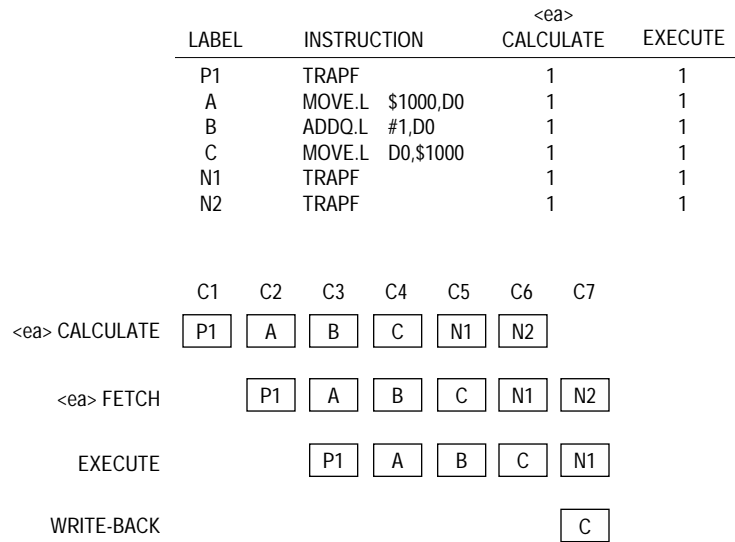 <ea>
LABEL INSTRUCTION CALCULATE EXECUTE
P1 TRAPF 1 1
A MOVE.L $1000,D0 1 1
B ADDQ.L #1,D0 1 1
C MOVE.L D0,$1000 1 1
N1 TRAPF 1 1
N2 TRAPF 1 1
C1 C2 C3 C4 C5 C6 C7
<ea> CALCULATE P1 A B C N1 N2
<ea> FETCH P1 A B C N1 N2
EXECUTE P1 A B C N1
WRITE-BACK C